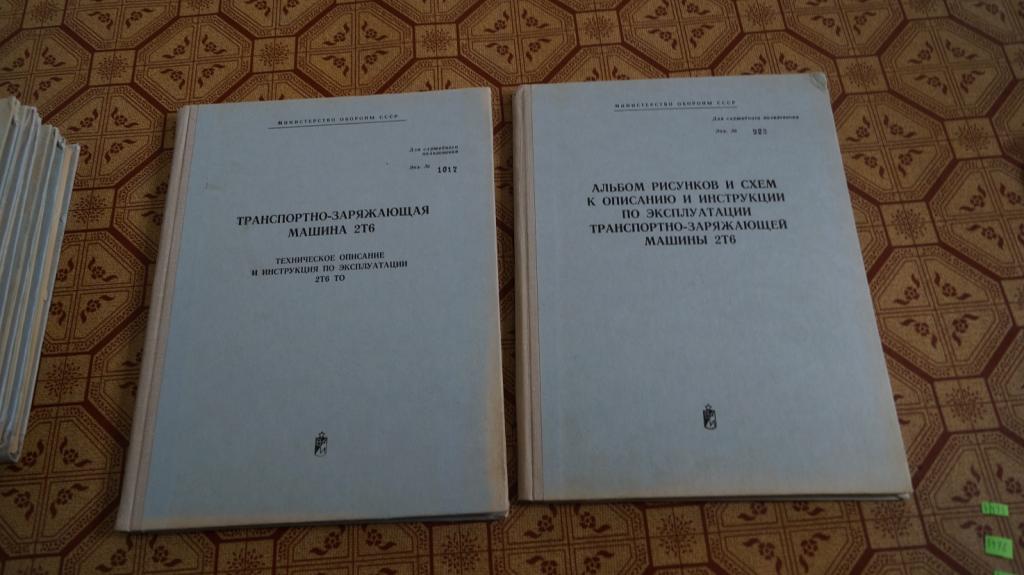 МИНИСТЕРСТВО ОБОРОНЫ СССР
Для служебного
пользования
Экз. № 1017
ТРАНСПОРТНО-ЗАРЯЖАЮЩАЯ
МАШИНА 2Т6
ТЕХНИЧЕСКОЕ ОПИСАНИЕ
И ИНСТРУКЦИЯ ПО ЭКСПЛУАТАЦИИ
2Т6 ТО
МИНИСТЕРСТВО ОБОРОНЫ СССР
Для служебного пользования
Экз. №
АЛЬБОМ РИСУНКОВ И СХЕМ
К ОПИСАНИЮ И ИНСТРУКЦИИ
ПО ЭКСПЛУАТАЦИИ
ТРАНСПОРТНО-ЗАРЯЖАЮЩЕЙ
МАШИНЫ 2Т6